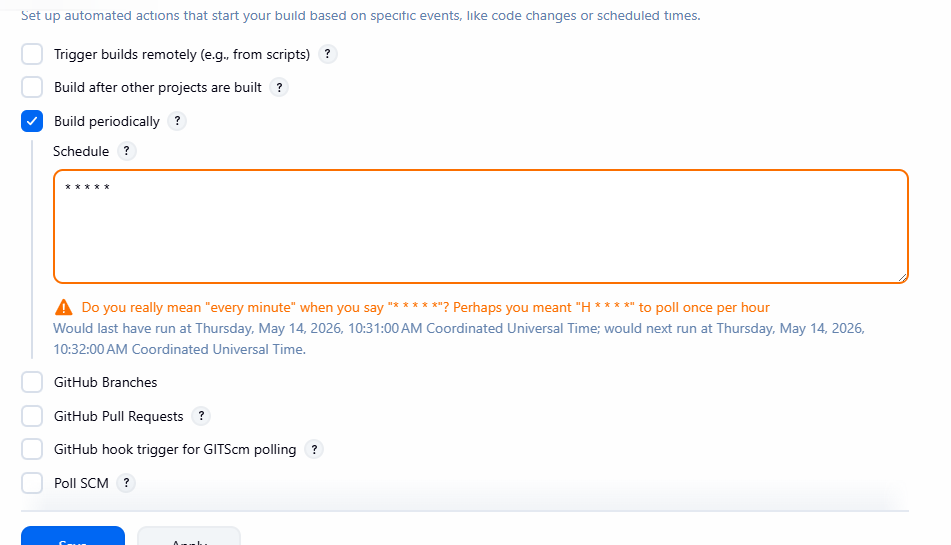 Set up automated actions that start your build based on specific events, like code changes or scheduled times.
Trigger builds remotely (e.g., from scripts) ?
Build after other projects are built ?
Build periodically ?
Schedule ?
* * * * *
Do you really mean "every minute" when you say "* * * * *"? Perhaps you meant "H * * * *" to poll once per hour
Would last have run at Thursday, May 14, 2026, 10:31:00 AM Coordinated Universal Time; would next run at Thursday, May 14, 2026,
10:32:00 AM Coordinated Universal Time.
GitHub Branches
GitHub Pull Requests ?
GitHub hook trigger for GITScm polling ?
Poll SCM ?
Save Apply